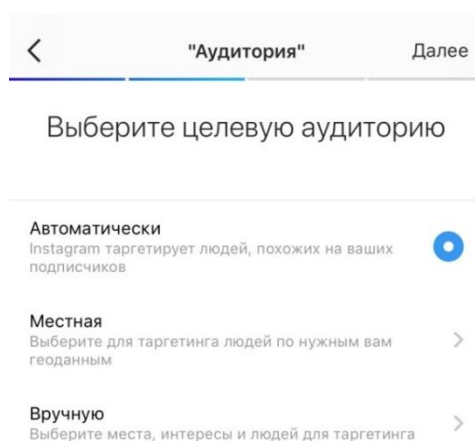 "Аудитория" Далее
Выберите целевую аудиторию
Автоматически
Instagram таргетирует людей, похожих на ваших
подписчиков
Местная
Выберите для таргетинга людей по нужным вам
геоданным
Вручную
Выберите места, интересы и людей для таргетинга